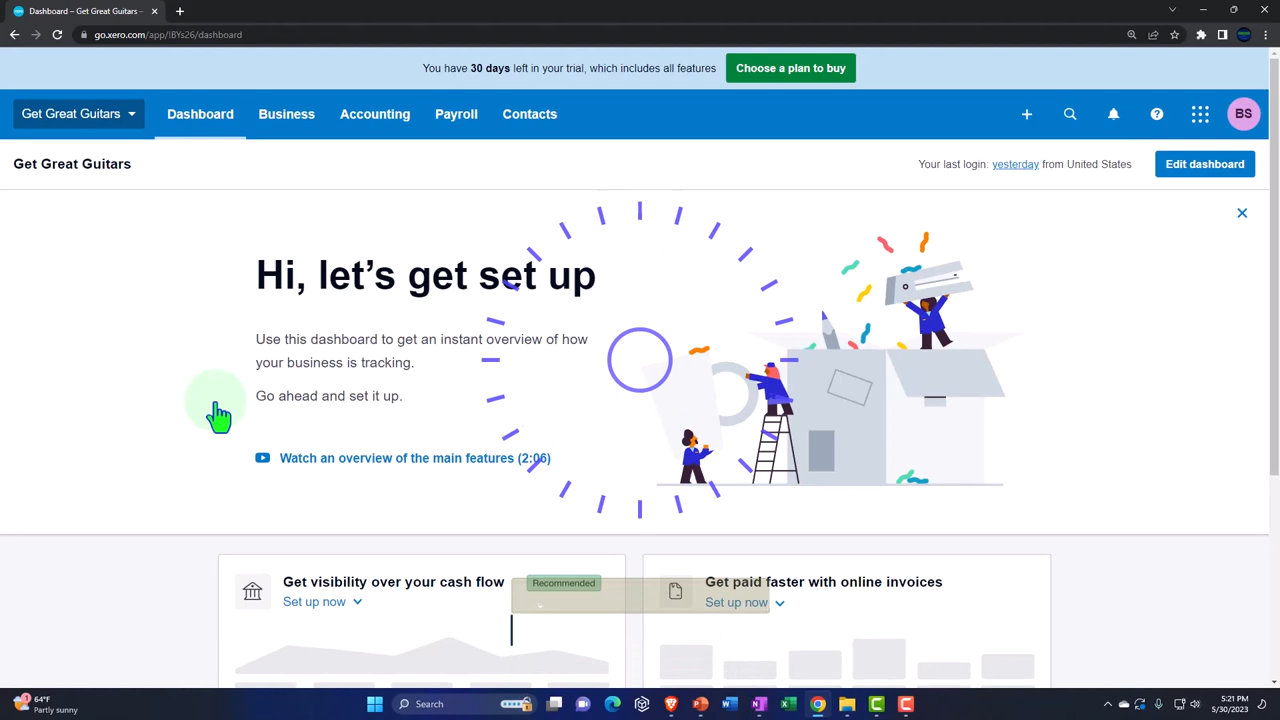 Dashboard – Get Great Guitars –
go.xero.com/app/!BYs26/dashboard
You have 30 days left in your trial, which includes all features
Choose a plan to buy
Get Great Guitars
Dashboard
Business
Accounting
Payroll
Contacts
BS
Get Great Guitars
Your last login: yesterday from United States
Edit dashboard
Hi, let's get set up
Use this dashboard to get an instant overview of how
your business is tracking.
Go ahead and set it up.
Watch an overview of the main features (2:06)
Get visibility over your cash flow
Recommended
Set up now
Get paid faster with online invoices
Set up now
1
64°F
Partly sunny
Search
5:21 PM
5/30/2023